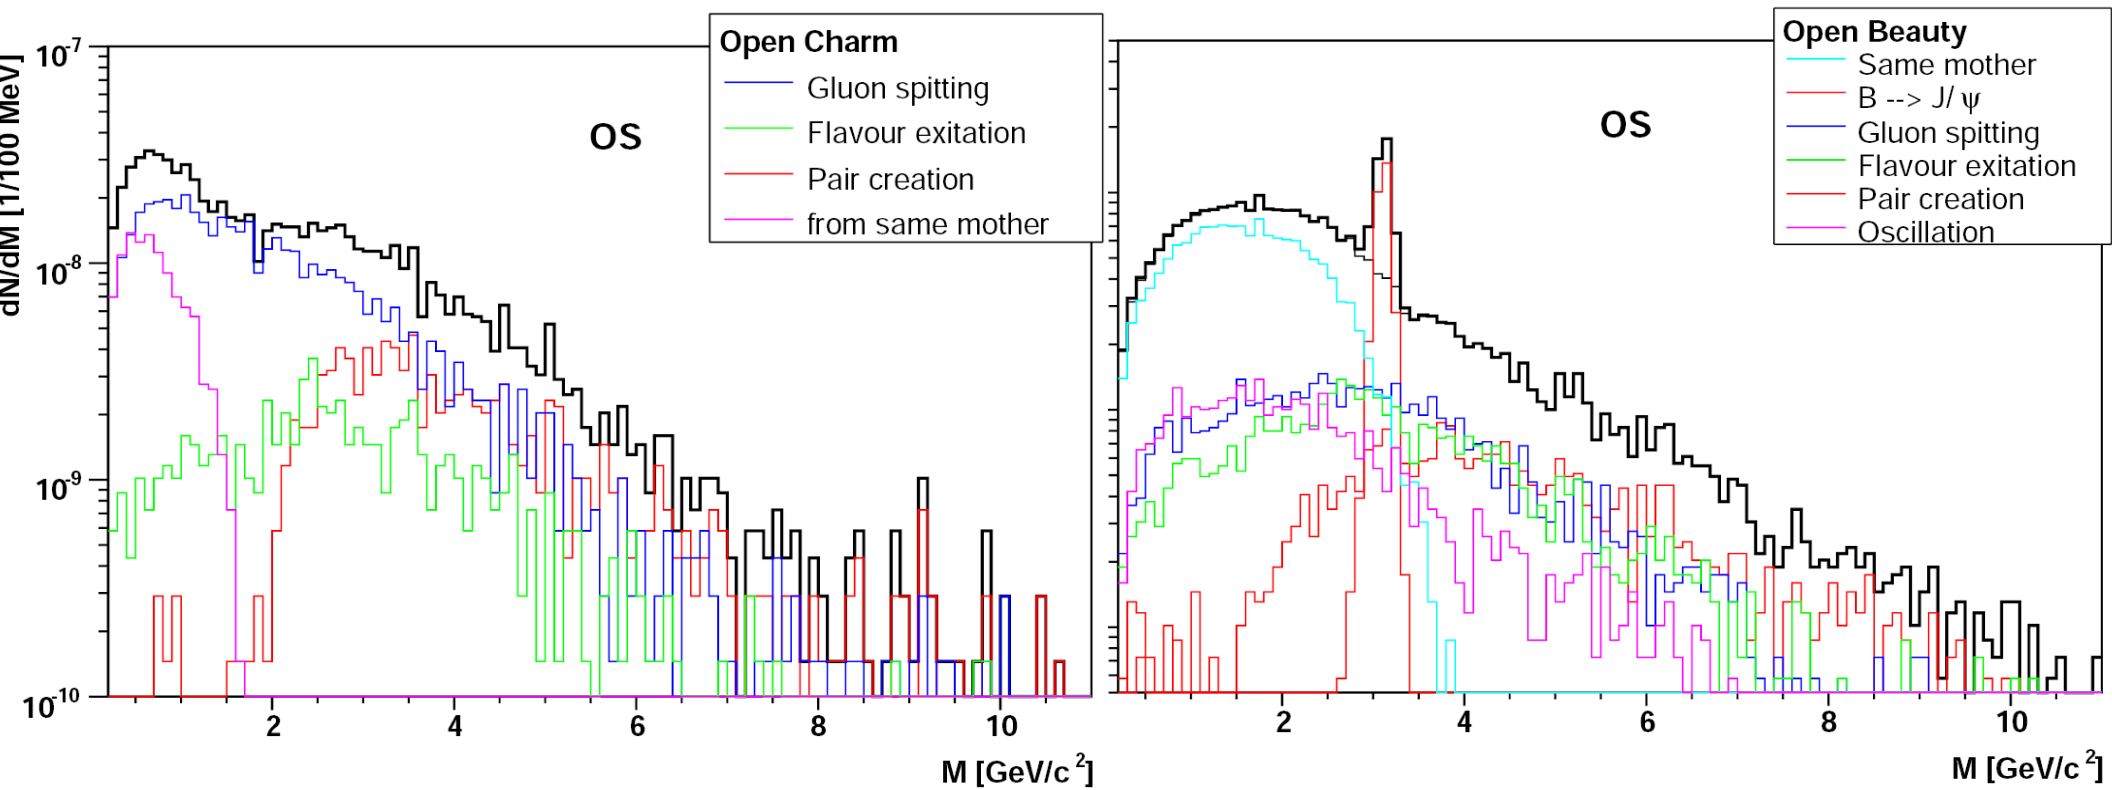 dN/dM [1/100 MeV]
10-7
10-8
10-9
10-10
Open Charm
Gluon spitting
Flavour exitation
Pair creation
from same mother
OS
2 4 6 8 10
M [GeV/c2]
Open Beauty
Same mother
B --> J/ψ
Gluon spitting
Flavour exitation
Pair creation
Oscillation
OS
2 4 6 8 10
M [GeV/c2]